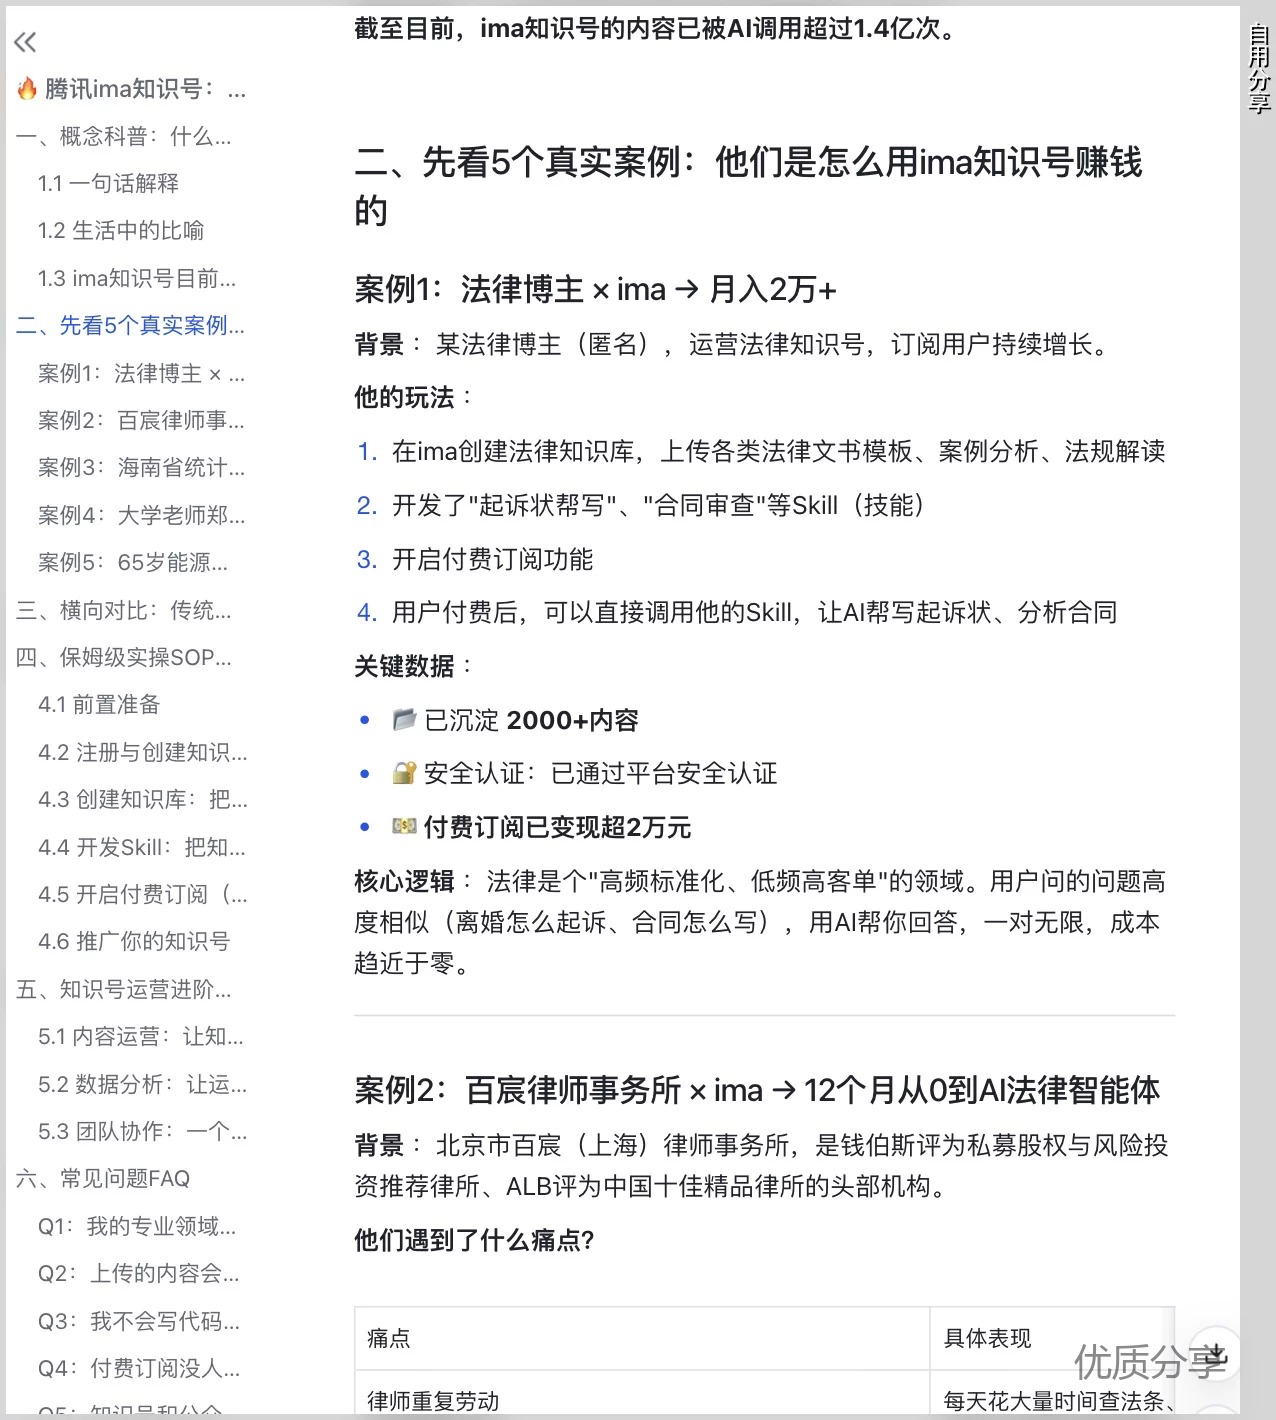 🔥 腾讯ima知识号：...
一、概念科普：什么...
1.1 一句话解释
1.2 生活中的比喻
1.3 ima知识号目前...
二、先看5个真实案例...
案例1：法律博主 × ...
案例2：百宸律师事...
案例3：海南省统计...
案例4：大学老师郑...
案例5：65岁能源...
三、横向对比：传统...
四、保姆级实操SOP...
4.1 前置准备
4.2 注册与创建知识...
4.3 创建知识库：把...
4.4 开发Skill：把知...
4.5 开启付费订阅（...
4.6 推广你的知识号
五、知识号运营进阶...
5.1 内容运营：让知...
5.2 数据分析：让运...
5.3 团队协作：一个...
六、常见问题FAQ
Q1：我的专业领域...
Q2：上传的内容会...
Q3：我不会写代码...
Q4：付费订阅没人...
截至目前，ima知识号的内容已被AI调用超过1.4亿次。
二、先看5个真实案例：他们是怎么用ima知识号赚钱
的
案例1：法律博主 × ima → 月入2万+
背景：某法律博主（匿名），运营法律知识号，订阅用户持续增长。
他的玩法：
1. 在ima创建法律知识库，上传各类法律文书模板、案例分析、法规解读
2. 开发了"起诉状帮写"、"合同审查"等Skill（技能）
3. 开启付费订阅功能
4. 用户付费后，可以直接调用他的Skill，让AI帮写起诉状、分析合同
关键数据：
• 📂 已沉淀 2000+内容
• 🔐 安全认证：已通过平台安全认证
• 💵 付费订阅已变现超2万元
核心逻辑：法律是个"高频标准化、低频高客单"的领域。用户问的问题高
度相似（离婚怎么起诉、合同怎么写），用AI帮你回答，一对无限，成本
趋近于零。
案例2：百宸律师事务所 × ima → 12个月从0到AI法律智能体
背景：北京市百宸（上海）律师事务所，是钱伯斯评为私募股权与风险投
资推荐律所、ALB评为中国十佳精品律所的头部机构。
他们遇到了什么痛点？
痛点 具体表现
律师重复劳动 每天花大量时间查法条、
自用分享
优质分享